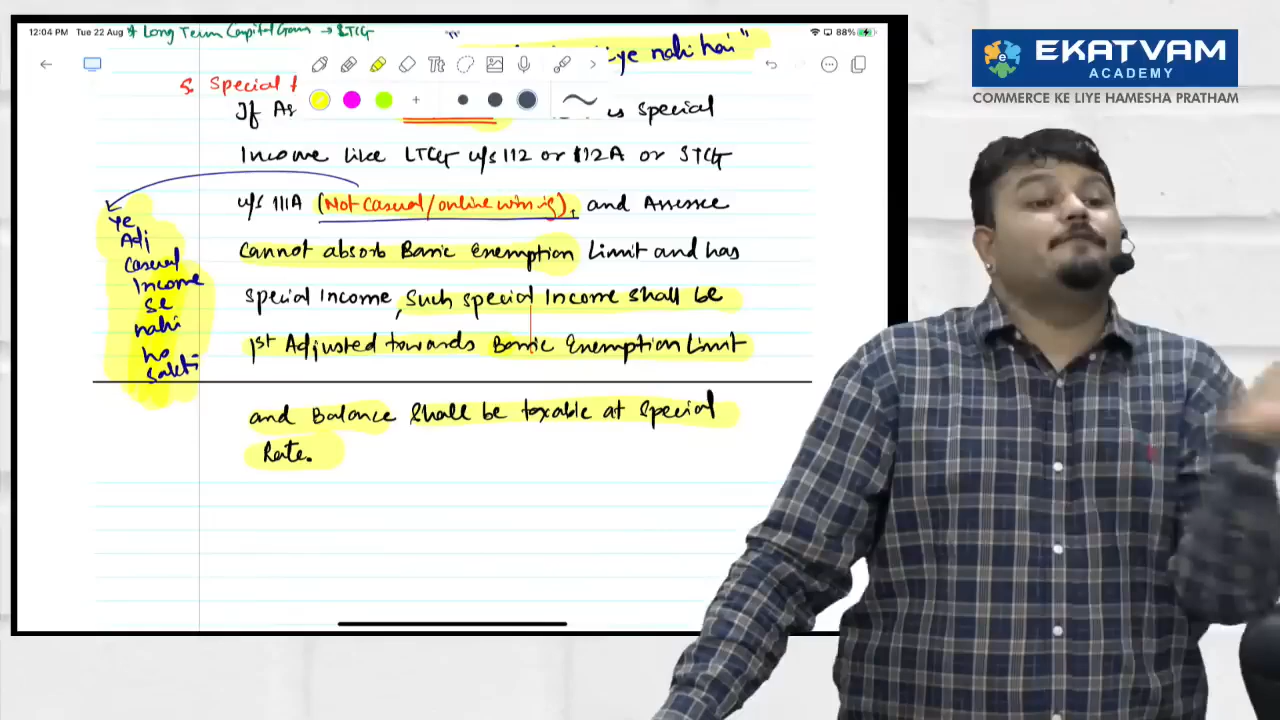 12:04 PM Tue 22 Aug * Long Term Capital Gain → LTCG
88%
ye nahi hai"
5. Special
If As is special
Income like LTCG u/s 112 or 112A or STCG
u/s 111A (Not casual/online winnig), and Assesse
cannot absorb Basic Exemption Limit and has
special Income, Such special Income shall be
1st Adjusted towards Basic Exemption Limit
and Balance Shall be taxable at special
Rate.
Ye
Adj
casual
Income
se
nahi
ho
sakti
EKATVAM
ACADEMY
COMMERCE KE LIYE HAMESHA PRATHAM